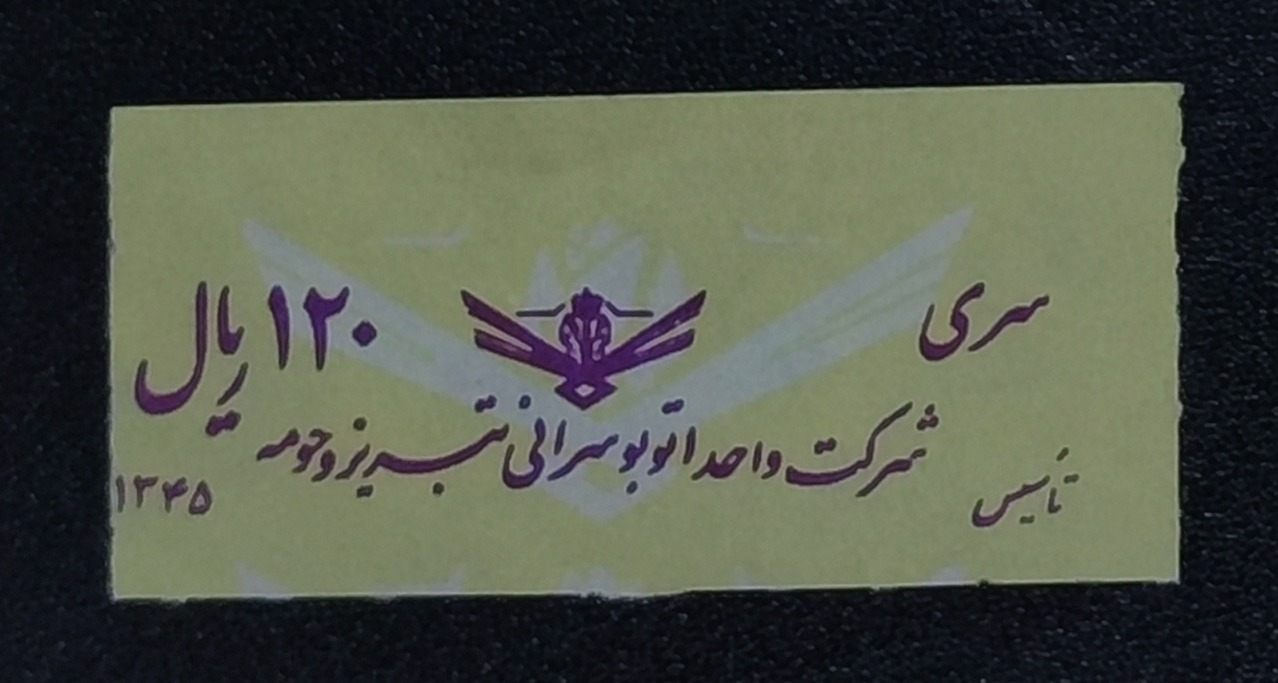 سری ۱۲۰ ریال
شرکت واحد اتوبوسرانی تبریز و حومه
تأسیس ۱۳۴۵